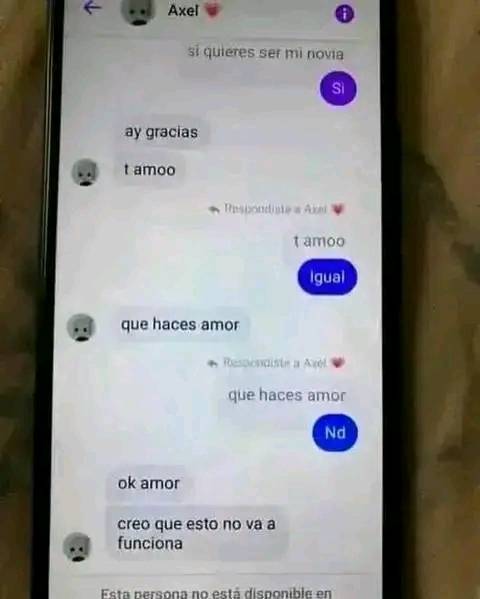 Axel
si quieres ser mi novia
Si
ay gracias
t amoo
Respondiste a Axel
t amoo
Igual
que haces amor
Respondiste a Axel
que haces amor
Nd
ok amor
creo que esto no va a
funciona
Esta persona no está disponible en